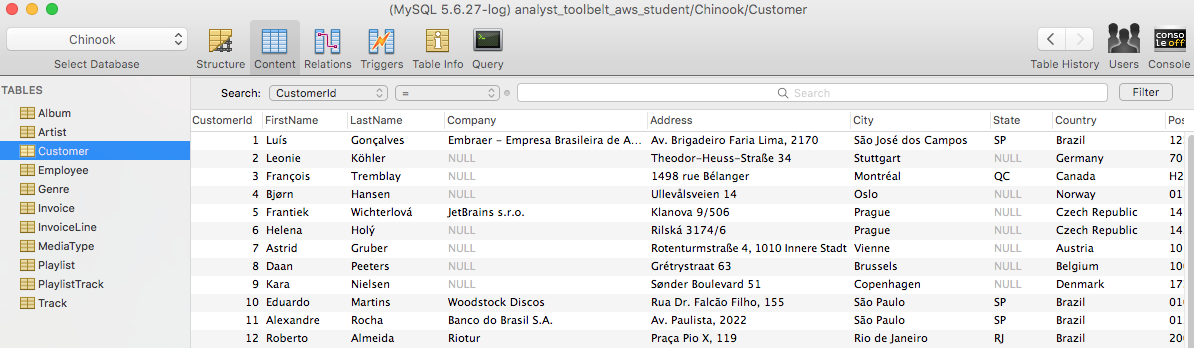 (MySQL 5.6.27-log) analyst_toolbelt_aws_student/Chinook/Customer
Chinook
Select Database Structure Content Relations Triggers Table Info Query Table History Users Console
conso
le off
TABLES
Album
Artist
Customer
Employee
Genre
Invoice
InvoiceLine
MediaType
Playlist
PlaylistTrack
Track
Search: CustomerId = Search Filter
CustomerId FirstName LastName Company Address City State Country Pos
1 Luís Gonçalves Embraer - Empresa Brasileira de A... Av. Brigadeiro Faria Lima, 2170 São José dos Campos SP Brazil 12
2 Leonie Köhler NULL Theodor-Heuss-Straße 34 Stuttgart NULL Germany 70
3 François Tremblay NULL 1498 rue Bélanger Montréal QC Canada H2
4 Bjørn Hansen NULL Ullevålsveien 14 Oslo NULL Norway 01
5 Frantiek Wichterlová JetBrains s.r.o. Klanova 9/506 Prague NULL Czech Republic 14
6 Helena Holý NULL Rilská 3174/6 Prague NULL Czech Republic 14
7 Astrid Gruber NULL Rotenturmstraße 4, 1010 Innere Stadt Vienne NULL Austria 10
8 Daan Peeters NULL Grétrystraat 63 Brussels NULL Belgium 10
9 Kara Nielsen NULL Sønder Boulevard 51 Copenhagen NULL Denmark 17
10 Eduardo Martins Woodstock Discos Rua Dr. Falcão Filho, 155 São Paulo SP Brazil 01
11 Alexandre Rocha Banco do Brasil S.A. Av. Paulista, 2022 São Paulo SP Brazil 01
12 Roberto Almeida Riotur Praça Pio X, 119 Rio de Janeiro RJ Brazil 20